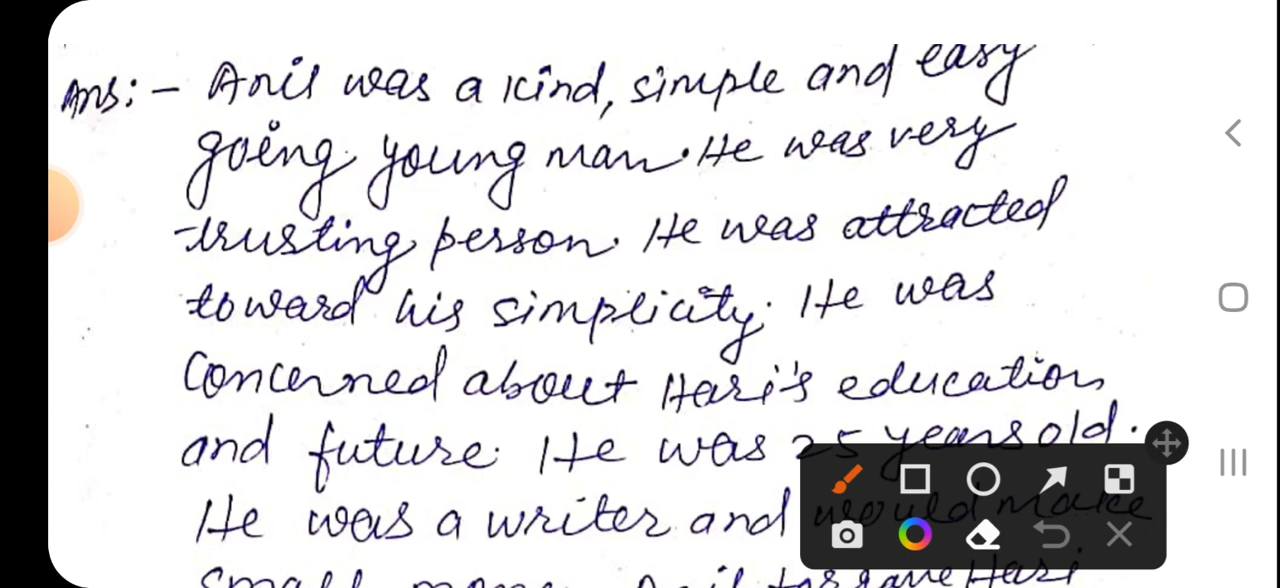 Ans:- Anil was a kind, simple and easy
going young man. He was very
trusting person. He was attracted
toward his simplicity. He was
Concerned about Hari's education
and future. He was 25 years old.
He was a writer and would make
Small Hari